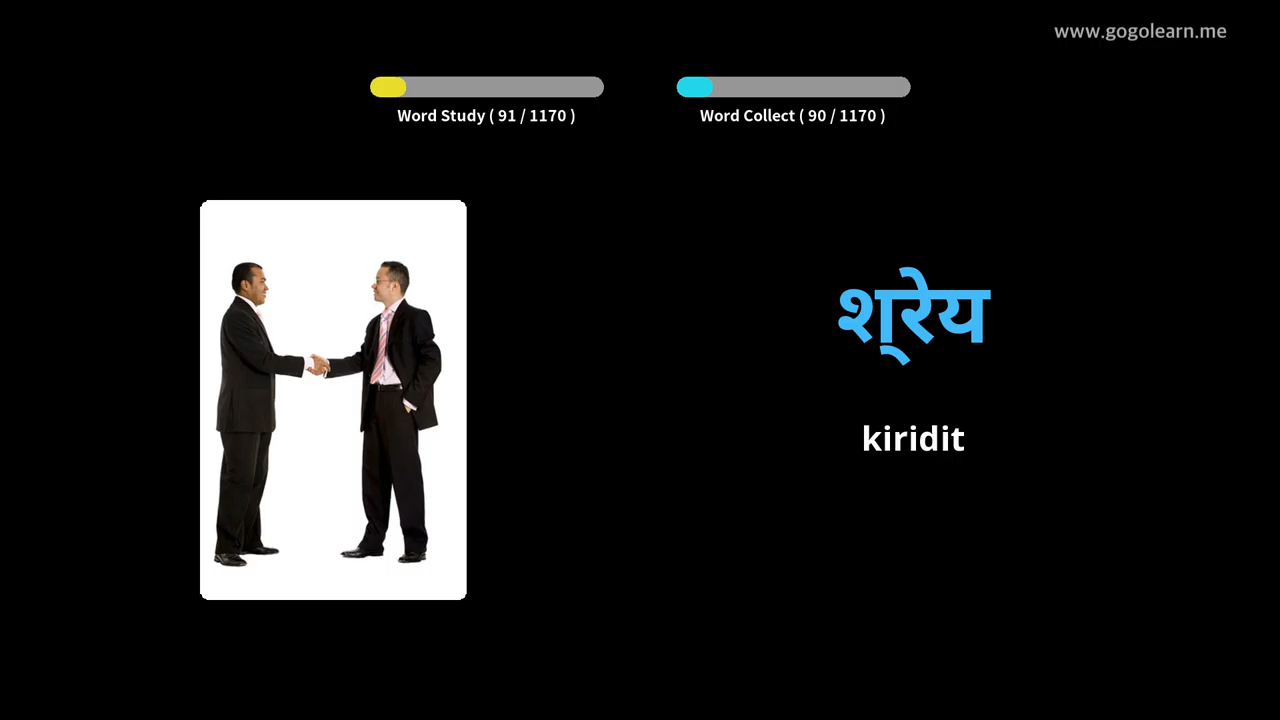 www.gogolearn.me
Word Study ( 91 / 1170 )
Word Collect ( 90 / 1170 )
श्रेय
kiridit